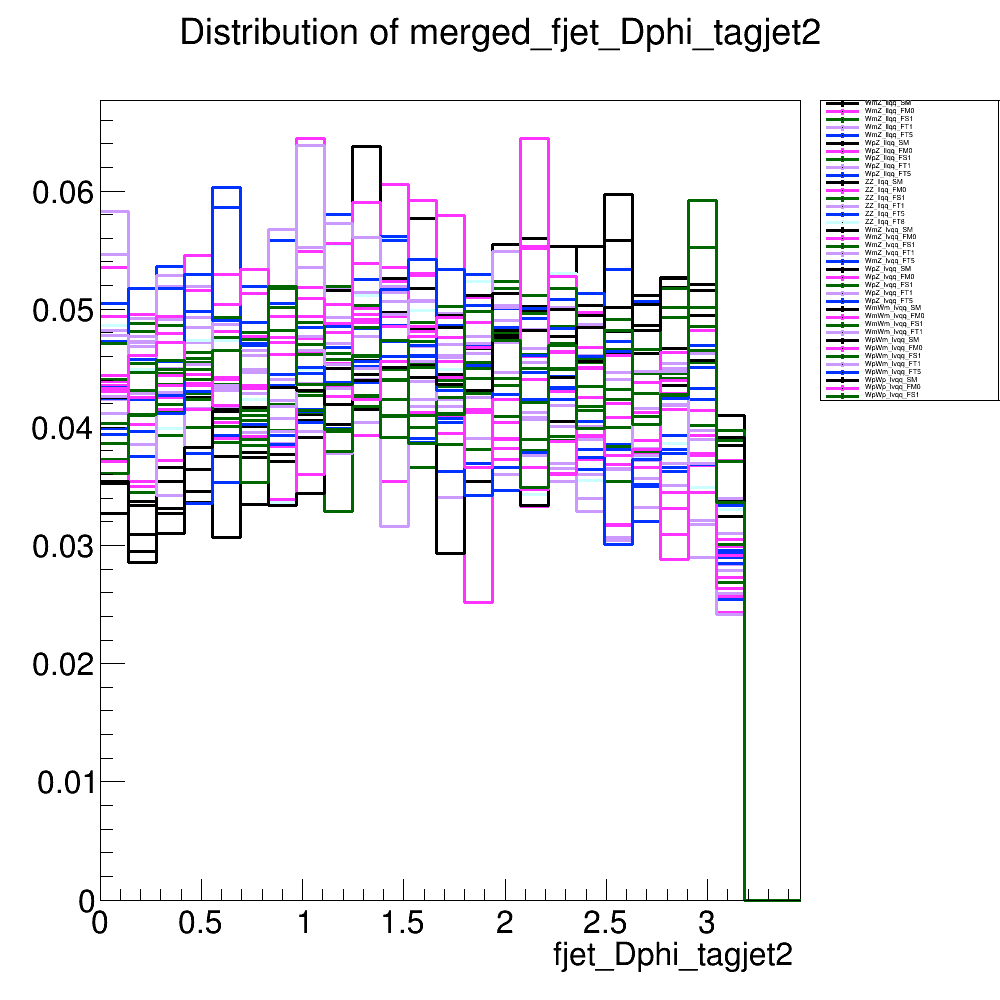 Distribution of merged_fjet_Dphi_tagjet2
WmZ_llqq_SM
WmZ_llqq_FM0
WmZ_llqq_FS1
WmZ_llqq_FT1
WmZ_llqq_FT5
WpZ_llqq_SM
WpZ_llqq_FM0
WpZ_llqq_FS1
WpZ_llqq_FT1
WpZ_llqq_FT5
ZZ_llqq_SM
ZZ_llqq_FM0
ZZ_llqq_FS1
ZZ_llqq_FT1
ZZ_llqq_FT5
ZZ_llqq_FT8
WmZ_lvqq_SM
WmZ_lvqq_FM0
WmZ_lvqq_FS1
WmZ_lvqq_FT1
WmZ_lvqq_FT5
WpZ_lvqq_SM
WpZ_lvqq_FM0
WpZ_lvqq_FS1
WpZ_lvqq_FT1
WpZ_lvqq_FT5
WmWm_lvqq_SM
WmWm_lvqq_FM0
WmWm_lvqq_FS1
WmWm_lvqq_FT1
WpWm_lvqq_SM
WpWm_lvqq_FM0
WpWm_lvqq_FS1
WpWm_lvqq_FT1
WpWm_lvqq_FT5
WpWp_lvqq_SM
WpWp_lvqq_FM0
WpWp_lvqq_FS1
0.06
0.05
0.04
0.03
0.02
0.01
0
0 0.5 1 1.5 2 2.5 3
fjet_Dphi_tagjet2